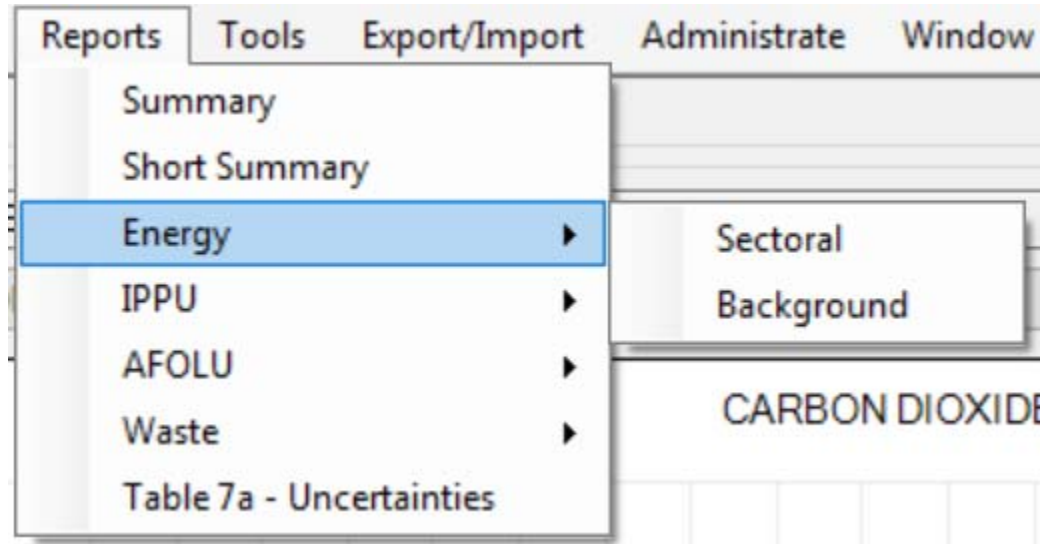 Reports Tools Export/Import Administrate Window
Summary
Short Summary
Energy
Sectoral
IPPU
Background
AFOLU
CARBON DIOXIDE
Waste
Table 7a - Uncertainties